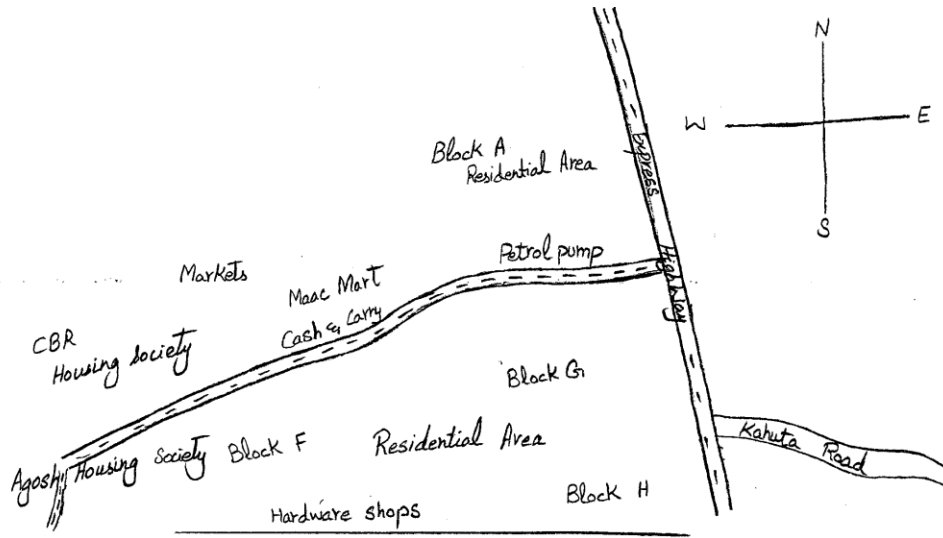 N
W
E
S
Block A
Residential Area
Express
Highway
Petrol pump
Markets
Maac Mart
Cash & Carry
CBR
Housing Society
Block G
Kahuta Road
Agosh Housing Society
Block F
Residential Area
Block H
Hardware shops